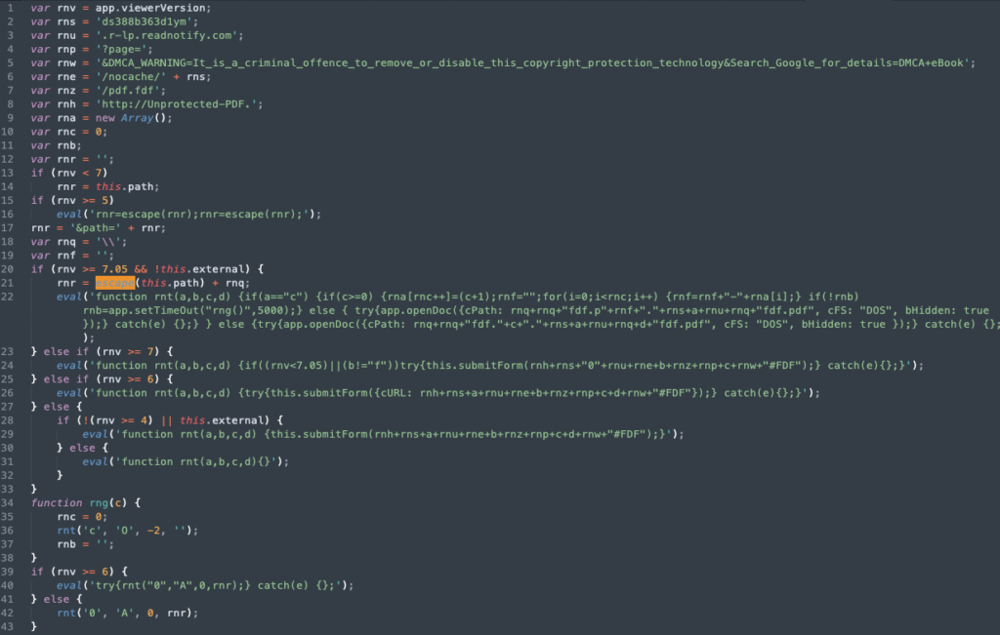 1 var rnv = app.viewerVersion;
2 var rns = 'ds388b363d1ym';
3 var rnu = '.r-lp.readnotify.com';
4 var rnp = '?page=';
5 var rnw = '&DMCA_WARNING=It_is_a_criminal_offence_to_remove_or_disable_this_copyright_protection_technology&Search_Google_for_details=DMCA+eBook';
6 var rne = '/nocache/' + rns;
7 var rnz = '/pdf.fdf';
8 var rnh = 'http://Unprotected-PDF.';
9 var rna = new Array();
10 var rnc = 0;
11 var rnb;
12 var rnr = '';
13 if (rnv < 7)
14 rnr = this.path;
15 if (rnv >= 5)
16 eval('rnr=escape(rnr);rnr=escape(rnr);');
17 rnr = '&path=' + rnr;
18 var rnq = '\\';
19 var rnf = '';
20 if (rnv >= 7.05 && !this.external) {
21 rnr = escape(this.path) + rnq;
22 eval('function rnt(a,b,c,d) {if(a=="c") {if(c>=0) {rna[rnc++]=(c+1);rnf="";for(i=0;i<rnc;i++) {rnf=rnf+"-"+rna[i];} if(!rnb)
rnb=app.setTimeOut("rng()",5000);} else { try{app.openDoc({cPath: rnq+rnq+"fdf.p"+rnf+"."+rns+a+rnu+rnq+"fdf.pdf", cFS: "DOS", bHidden: true
});} catch(e) {};} } else {try{app.openDoc({cPath: rnq+rnq+"fdf."+c+"."+rns+a+rnu+rnq+d+"fdf.pdf", cFS: "DOS", bHidden: true });} catch(e) {};
);
23 } else if (rnv >= 7) {
24 eval('function rnt(a,b,c,d) {if((rnv<7.05)||(b!="f"))try{this.submitForm(rnh+rns+"0"+rnu+rne+b+rnz+rnp+c+rnw+"#FDF");} catch(e){};}');
25 } else if (rnv >= 6) {
26 eval('function rnt(a,b,c,d) {try{this.submitForm({cURL: rnh+rns+a+rnu+rne+b+rnz+rnp+c+d+rnw+"#FDF"});} catch(e){};}');
27 } else {
28 if (!(rnv >= 4) || this.external) {
29 eval('function rnt(a,b,c,d) {this.submitForm(rnh+rns+a+rnu+rne+b+rnz+rnp+c+d+rnw+"#FDF");}');
30 } else {
31 eval('function rnt(a,b,c,d){}');
32 }
33 }
34 function rng(c) {
35 rnc = 0;
36 rnt('c', 'O', -2, '');
37 rnb = '';
38 }
39 if (rnv >= 6) {
40 eval('try{rnt("0","A",0,rnr);} catch(e) {};');
41 } else {
42 rnt('0', 'A', 0, rnr);
43 }